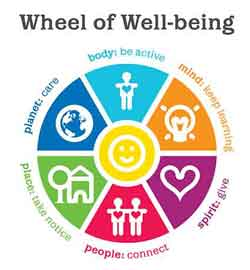 Wheel of Well-being
body: be active
mind: keep learning
spirit: give
people: connect
place: take notice
planet: care